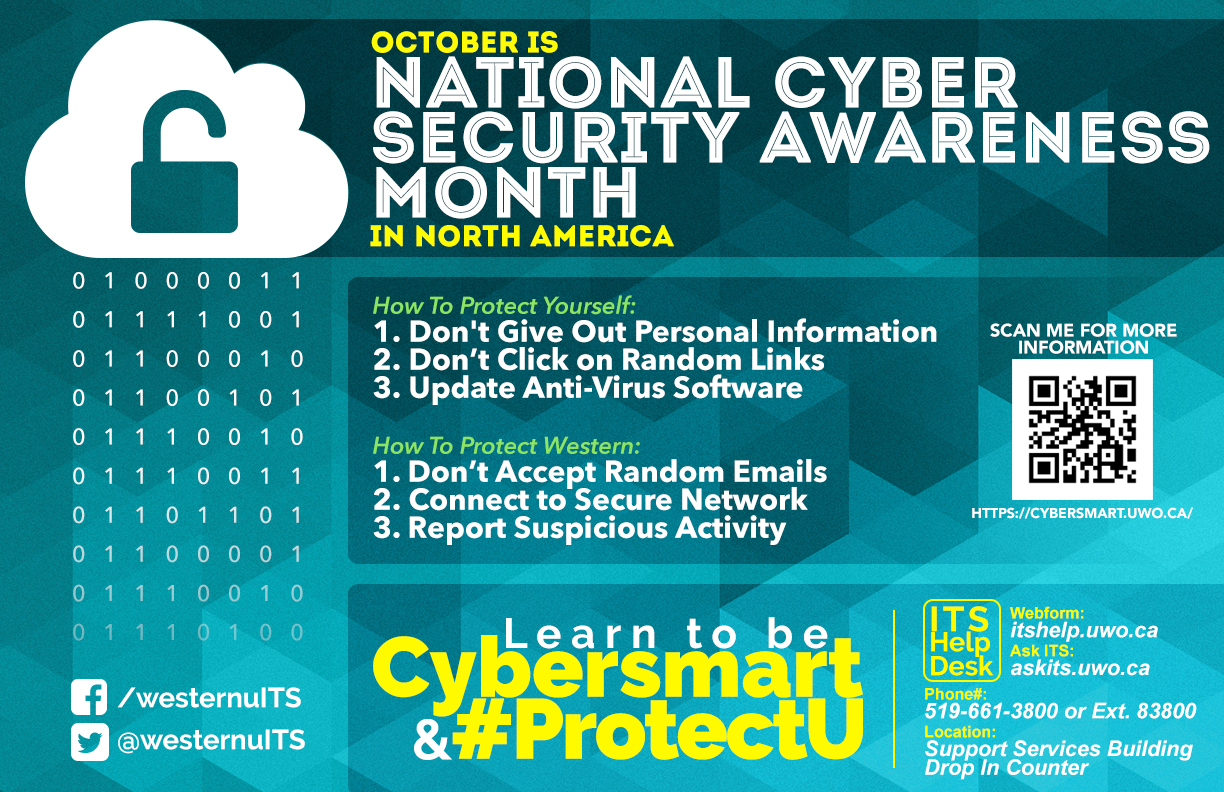 OCTOBER IS
NATIONAL CYBER
SECURITY AWARENESS
MONTH
IN NORTH AMERICA
0 1 0 0 0 0 1 1
0 1 1 1 1 0 0 1
0 1 1 0 0 0 1 0
0 1 1 0 0 1 0 1
0 1 1 1 0 0 1 0
0 1 1 1 0 0 1 1
0 1 1 0 1 1 0 1
0 1 1 0 0 0 0 1
0 1 1 1 0 0 1 0
0 1 1 1 0 1 0 0
How To Protect Yourself:
1. Don't Give Out Personal Information
2. Don’t Click on Random Links
3. Update Anti-Virus Software
How To Protect Western:
1. Don’t Accept Random Emails
2. Connect to Secure Network
3. Report Suspicious Activity
SCAN ME FOR MORE
INFORMATION
HTTPS://CYBERSMART.UWO.CA/
/westernuITS
@westernuITS
Learn to be
Cybersmart
&#ProtectU
ITS
Help
Desk
Webform:
itshelp.uwo.ca
Ask ITS:
askits.uwo.ca
Phone#:
519-661-3800 or Ext. 83800
Location:
Support Services Building
Drop In Counter